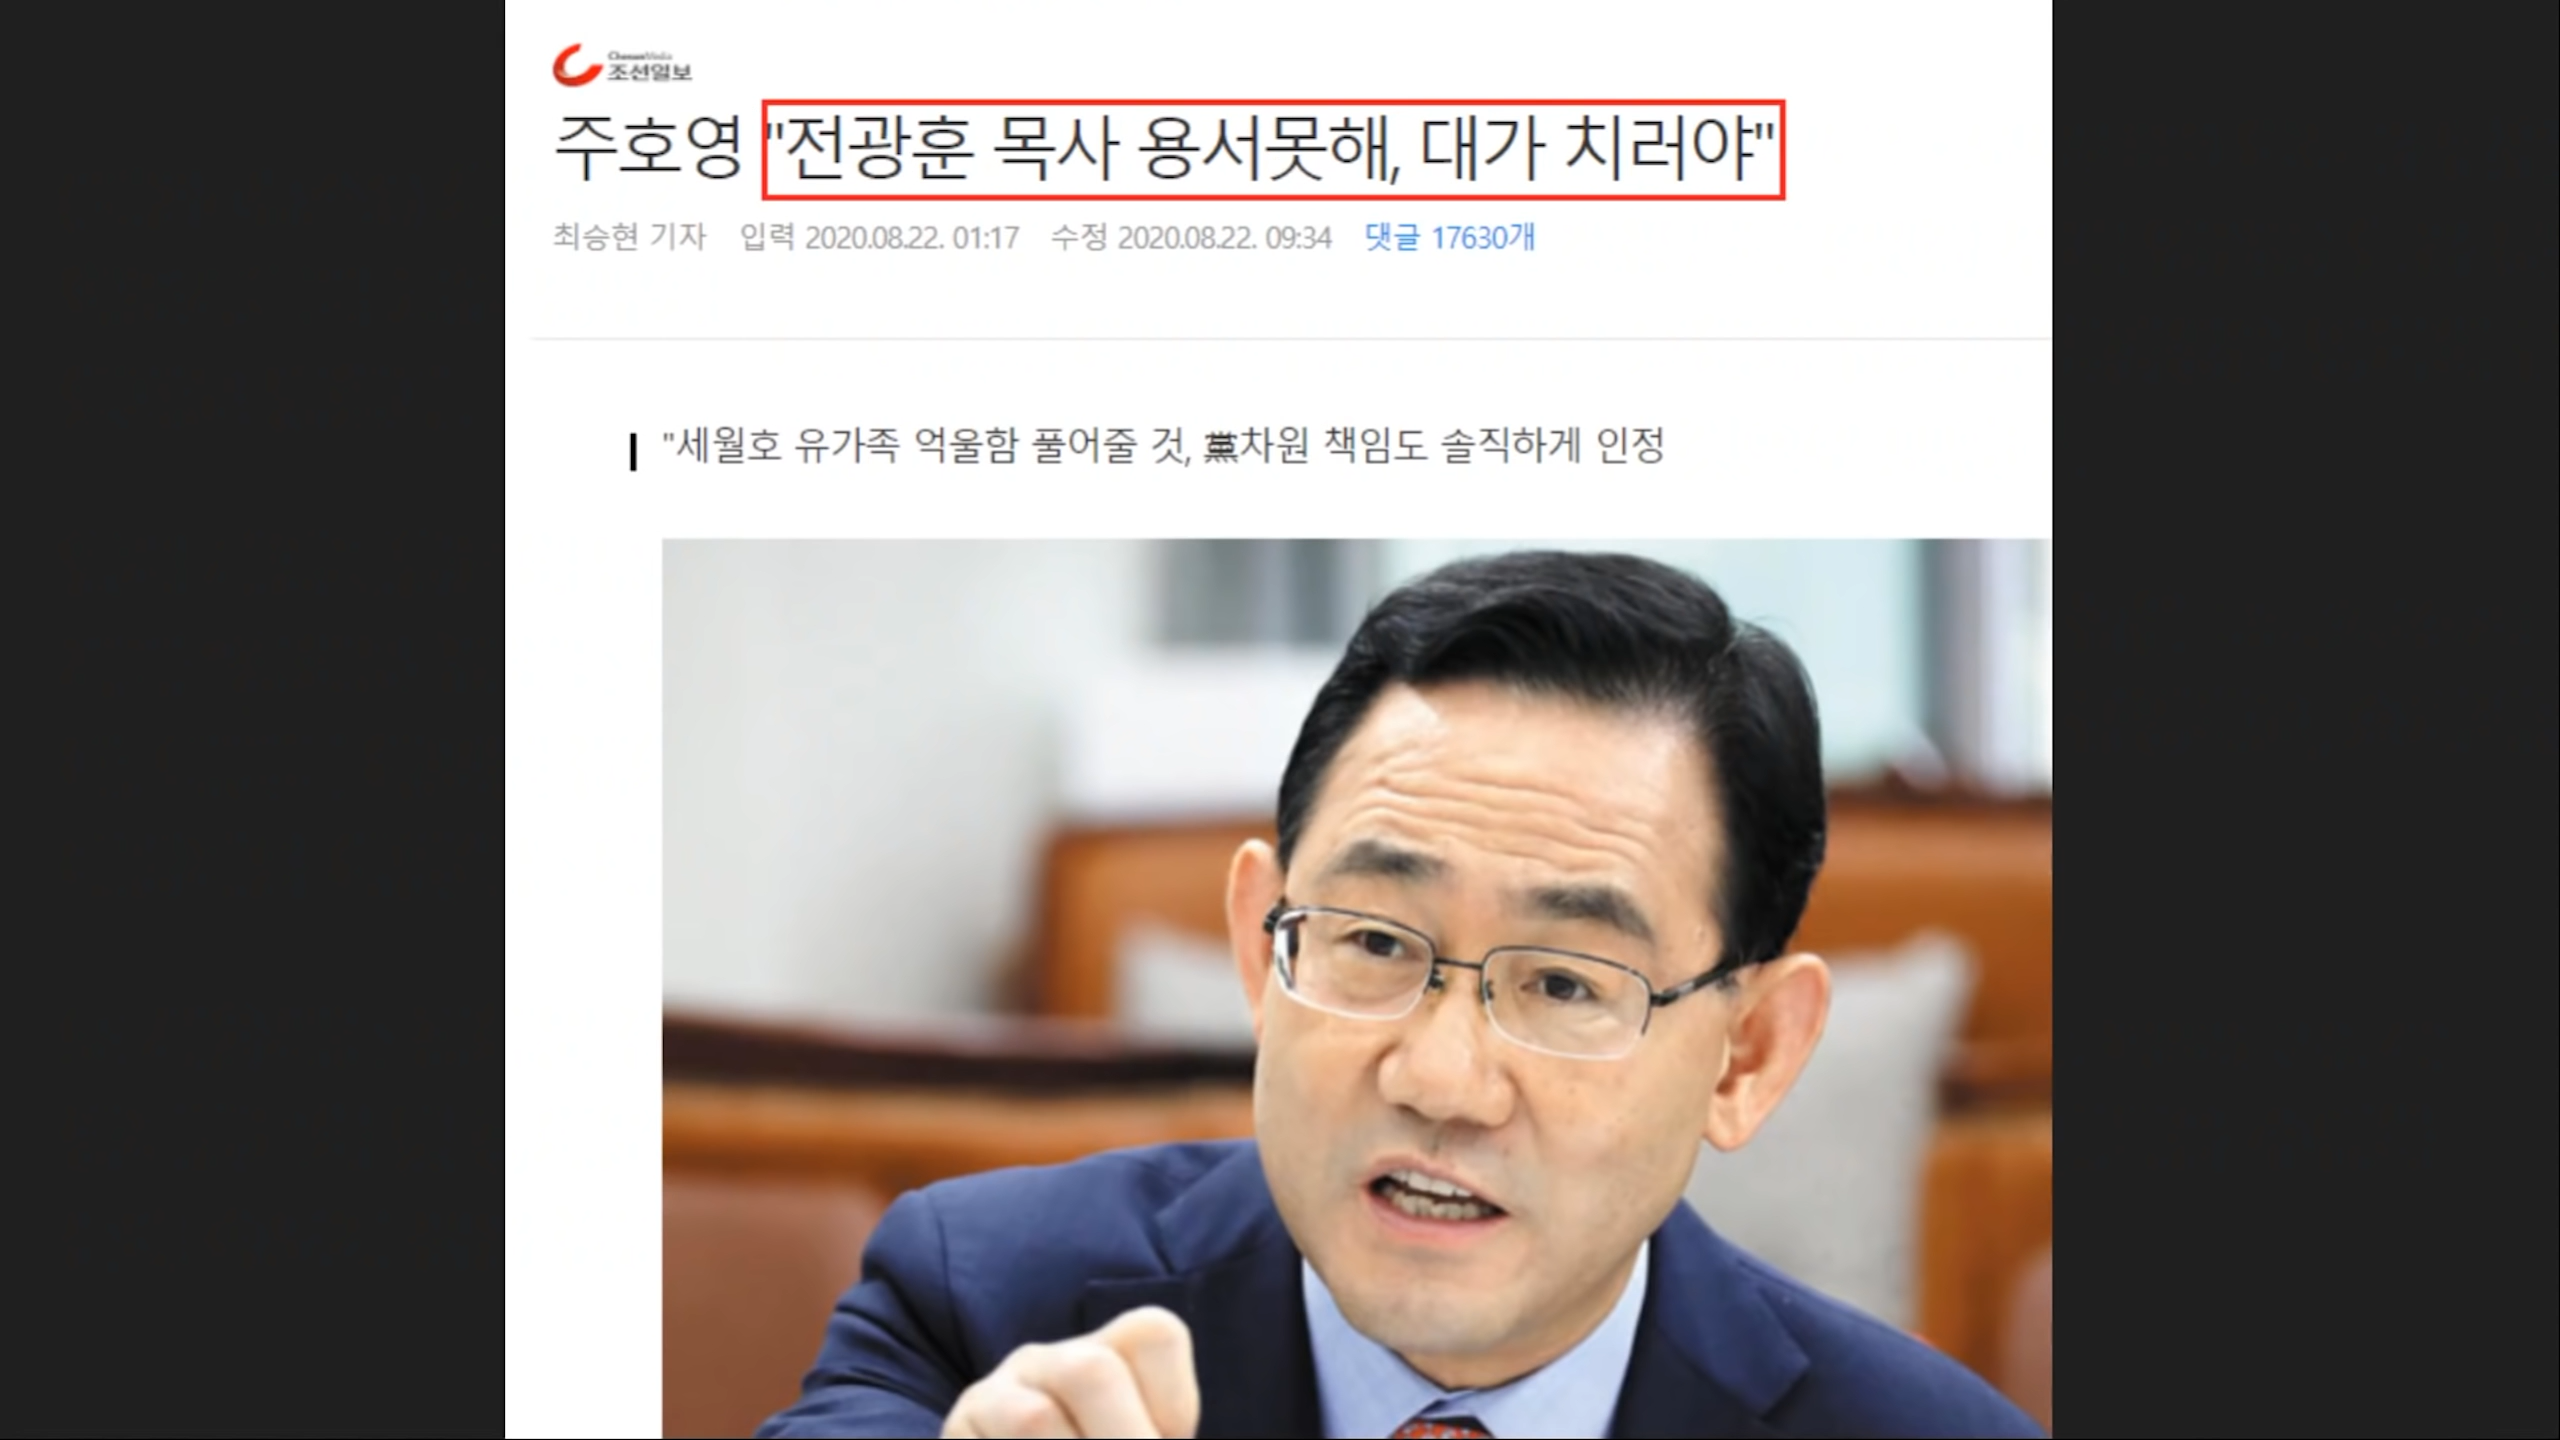 ChosunMedia
조선일보
주호영 "전광훈 목사 용서못해, 대가 치러야"
최승현 기자 입력 2020.08.22. 01:17 수정 2020.08.22. 09:34 댓글 17630개
"세월호 유가족 억울함 풀어줄 것, 黨차원 책임도 솔직하게 인정